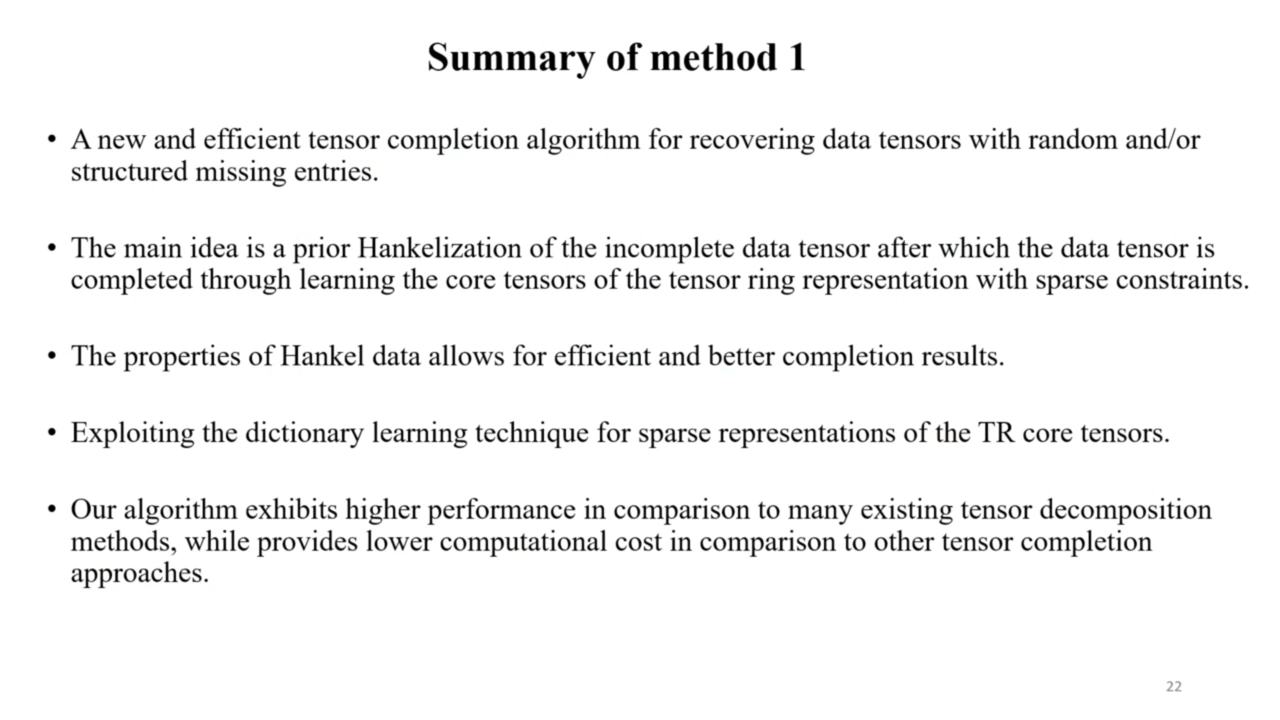 Summary of method 1
• A new and efficient tensor completion algorithm for recovering data tensors with random and/or
structured missing entries.
• The main idea is a prior Hankelization of the incomplete data tensor after which the data tensor is
completed through learning the core tensors of the tensor ring representation with sparse constraints.
• The properties of Hankel data allows for efficient and better completion results.
• Exploiting the dictionary learning technique for sparse representations of the TR core tensors.
• Our algorithm exhibits higher performance in comparison to many existing tensor decomposition
methods, while provides lower computational cost in comparison to other tensor completion
approaches.
22